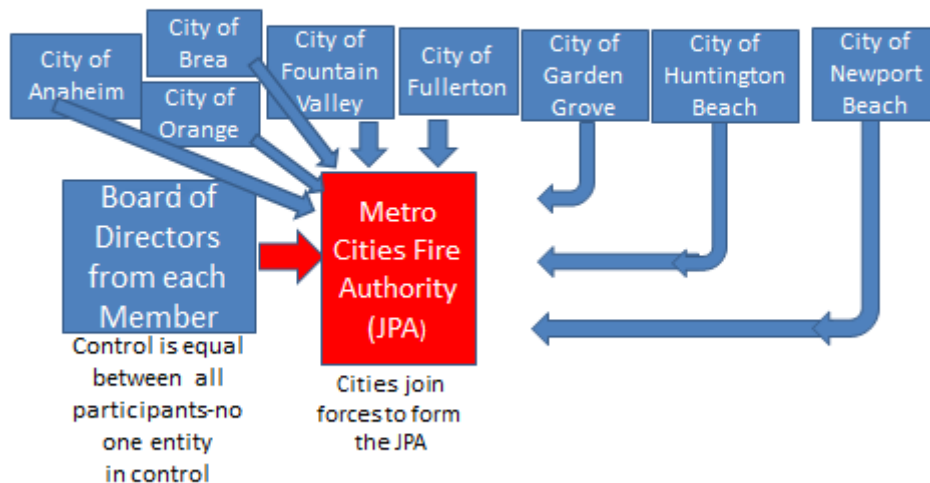 City of
Anaheim
City of
Brea
City of
Orange
City of
Fountain
Valley
City of
Fullerton
City of
Garden
Grove
City of
Huntington
Beach
City of
Newport
Beach
Board of
Directors
from each
Member
Control is equal
between all
participants-no
one entity
in control
Metro
Cities Fire
Authority
(JPA)
Cities join
forces to form
the JPA